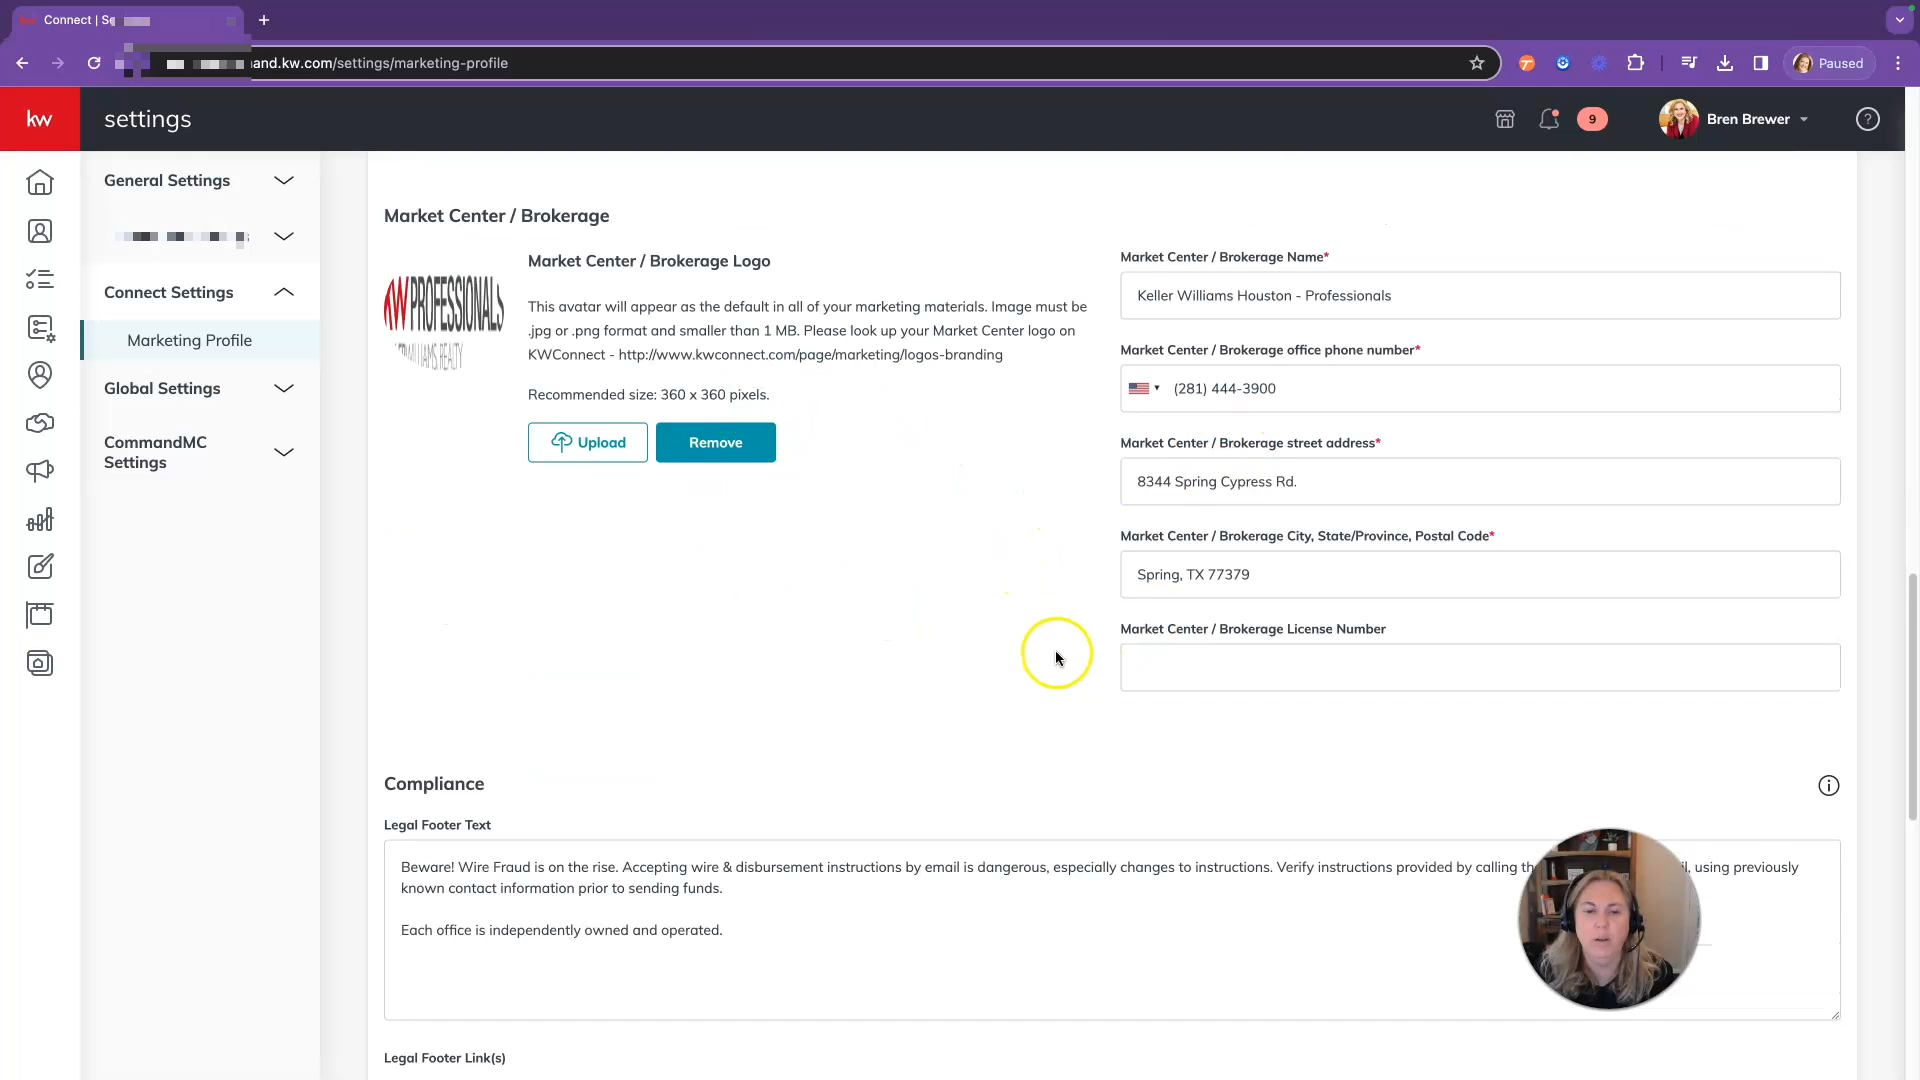 Connect | Se
and.kw.com/settings/marketing-profile
Paused
kw
settings
9
Bren Brewer
General Settings
Connect Settings
Marketing Profile
Global Settings
CommandMC
Settings
Market Center / Brokerage
KW PROFESSIONALS
WILLIAMS REALTY
Market Center / Brokerage Logo
This avatar will appear as the default in all of your marketing materials. Image must be
.jpg or .png format and smaller than 1 MB. Please look up your Market Center logo on
KWConnect - http://www.kwconnect.com/page/marketing/logos-branding
Recommended size: 360 x 360 pixels.
Upload
Remove
Market Center / Brokerage Name*
Keller Williams Houston - Professionals
Market Center / Brokerage office phone number*
(281) 444-3900
Market Center / Brokerage street address*
8344 Spring Cypress Rd.
Market Center / Brokerage City, State/Province, Postal Code*
Spring, TX 77379
Market Center / Brokerage License Number
Compliance
Legal Footer Text
Beware! Wire Fraud is on the rise. Accepting wire & disbursement instructions by email is dangerous, especially changes to instructions. Verify instructions provided by calling th using previously
known contact information prior to sending funds.
Each office is independently owned and operated.
Legal Footer Link(s)